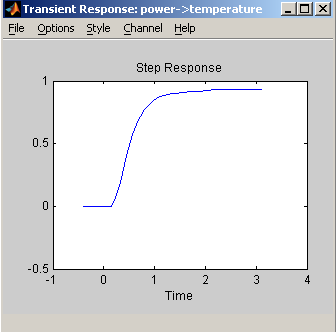 Transient Response: power->temperature
File Options Style Channel Help
Step Response
1
0.5
0
-0.5
-1 0 1 2 3 4
Time